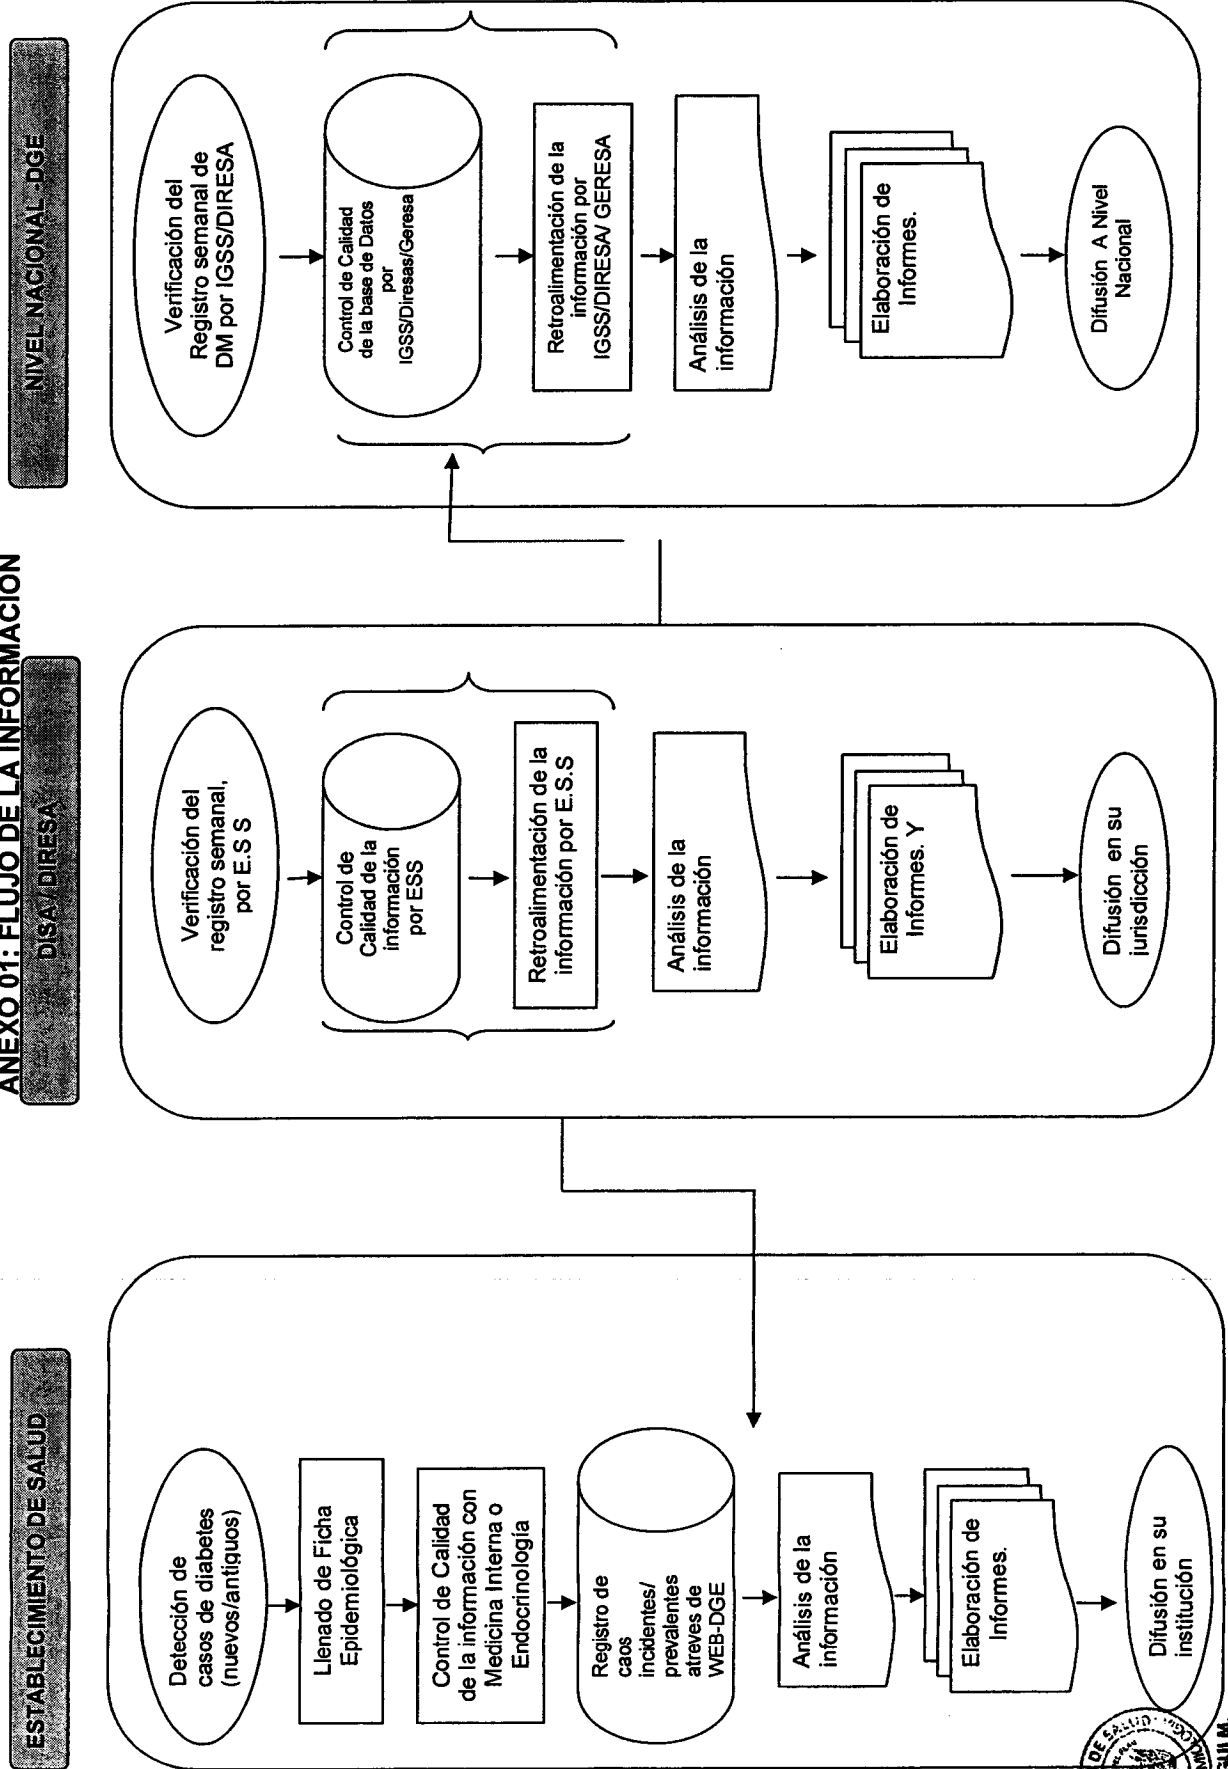 ANEXO 01: FLUJO DE LA INFORMACION
ESTABLECIMIENTO DE SALUD
Detección de
casos de diabetes
(nuevos/antiguos)
Llenado de Ficha
Epidemiológica
Control de Calidad
de la información con
Medicina Interna o
Endocrinología
Registro de
caos
incidentes/
prevalentes
atreves de
WEB-DGE
Análisis de la
información
Elaboración de
Informes.
Difusión en su
institución
DISA / DIRESA
Verificación del
registro semanal,
por E.S S
Control de
Calidad de la
información
por ESS
Retroalimentación de la
información por E.S.S
Análisis de la
información
Elaboración de
Informes. Y
Difusión en su
jurisdicción
NIVEL NACIONAL -DGE
Verificación del
Registro semanal de
DM por IGSS/DIRESA
Control de Calidad
de la base de Datos
por
IGSS/Diresas/Geresa
Retroalimentación de la
información por
IGSS/DIRESA/ GERESA
Análisis de la
información
Elaboración de
Informes.
Difusión A Nivel
Nacional
DE SALUD